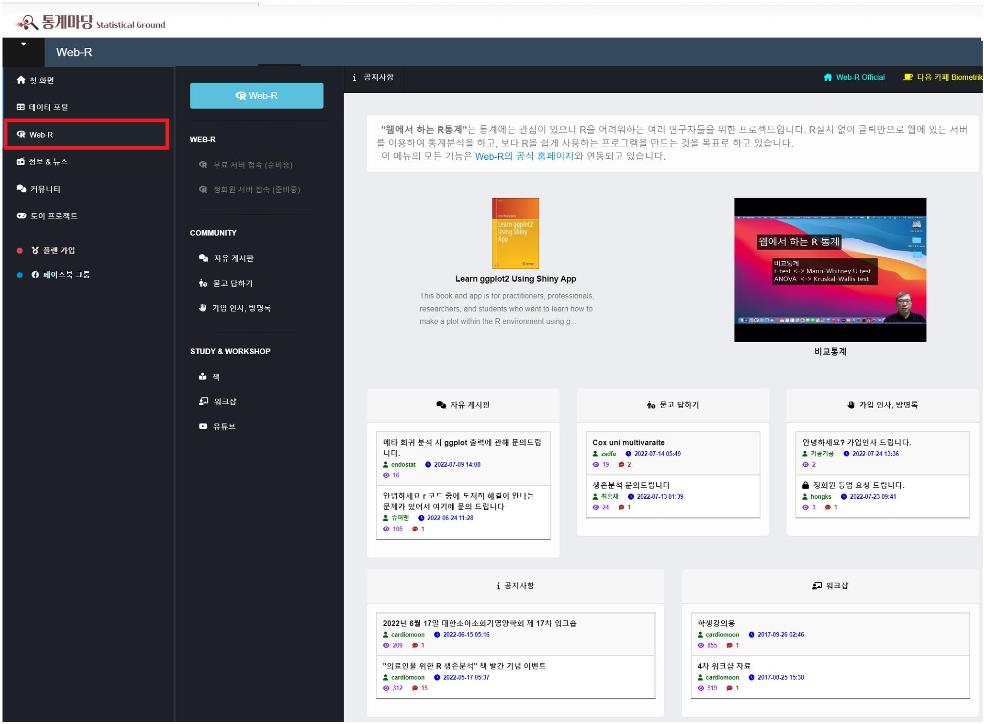 통계마당 Statistical Ground
Web-R
첫 화면
데이터 포털
Web-R
정보 & 뉴스
커뮤니티
토이 프로젝트
플랜 가입
페이스북 그룹
Web-R
WEB-R
무료 서버 접속 (준비중)
정회원 서버 접속 (준비중)
COMMUNITY
자유 게시판
묻고 답하기
가입 인사, 방명록
STUDY & WORKSHOP
책
워크샵
유튜브
공지사항
Web-R Official
다음 카페 Biometrik
"웹에서 하는 R통계"는 통계에는 관심이 있으나 R을 어려워하는 여러 연구자들을 위한 프로젝트입니다. R설치 없이 클릭만으로 웹에 있는 서버
를 이용하여 통계분석을 하고, 보다 R을 쉽게 사용하는 프로그램을 만드는 것을 목표로 하고 있습니다.
이 메뉴의 모든 기능은 Web-R의 공식 홈페이지와 연동되고 있습니다.
Learn ggplot2
Using Shiny
App
Learn ggplot2 Using Shiny App
This book and app is for practitioners, professionals,
researchers, and students who want to learn how to
make a plot within the R environment using g...
웹에서 하는 R 통계
비교통계
t-test <-> Mann-Whitney U test
ANOVA <-> Kruskal-Wallis test
비교통계
자유 게시판
메타 회귀 분석 시 ggplot 출력에 관해 문의드립
니다.
endostat 2022-07-09 14:08
16
안녕하세요 r 코드 중에 도저히 해결이 안되는
문제가 있어서 여기에 문의 드립니다
슈퍼맨 2022-06-24 11:28
105 1
묻고 답하기
Cox uni multivaraite
2022-07-14 05:49
19 2
생존분석 문의드립니다
2022-07-13 01:39
24 1
가입 인사, 방명록
안녕하세요? 가입인사 드립니다.
2022-07-24 13:36
2
정회원 등업 요청 드립니다.
hongks 2022-07-23 09:41
3 1
공지사항
2022년 6월 17일 대한소아소화기영양학회 제 17차 워크숍
cardiomoon 2022-06-15 05:16
209 1
"의료인을 위한 R 생존분석" 책 발간 기념 이벤트
cardiomoon 2022-05-17 05:37
312 15
워크샵
학생강의용
cardiomoon 2017-09-26 02:46
855 1
4차 워크샵 자료
cardiomoon 2017-08-25 15:38
519 1